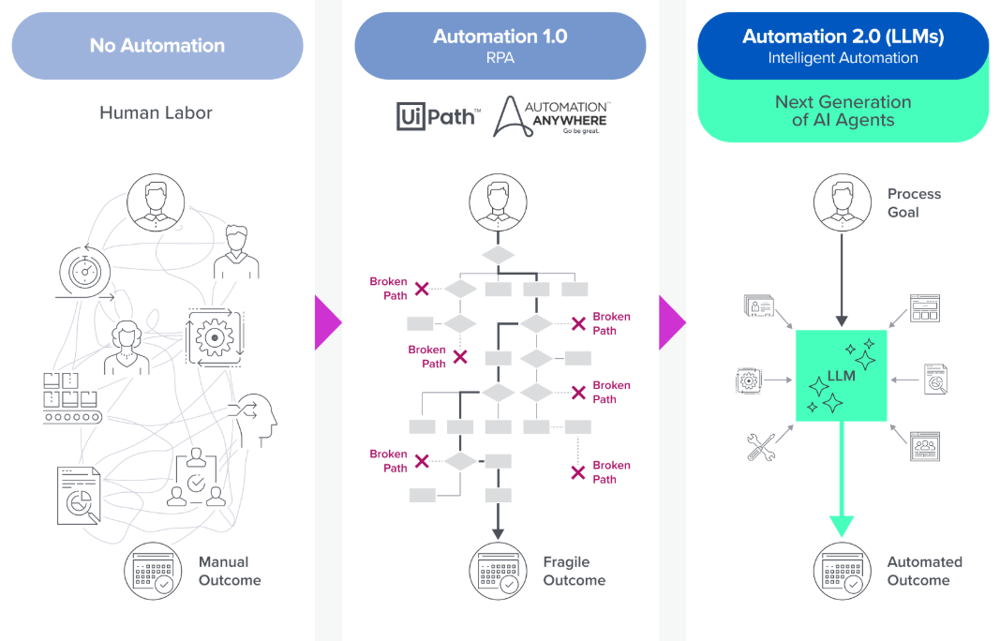 No Automation
Human Labor
Manual
Outcome
Automation 1.0
RPA
UiPath™
AUTOMATION™
ANYWHERE
Go be great.
Broken
Path
Broken
Path
Broken
Path
Broken
Path
Broken
Path
Broken
Path
Fragile
Outcome
Automation 2.0 (LLMs)
Intelligent Automation
Next Generation
of AI Agents
Process
Goal
LLM
Automated
Outcome